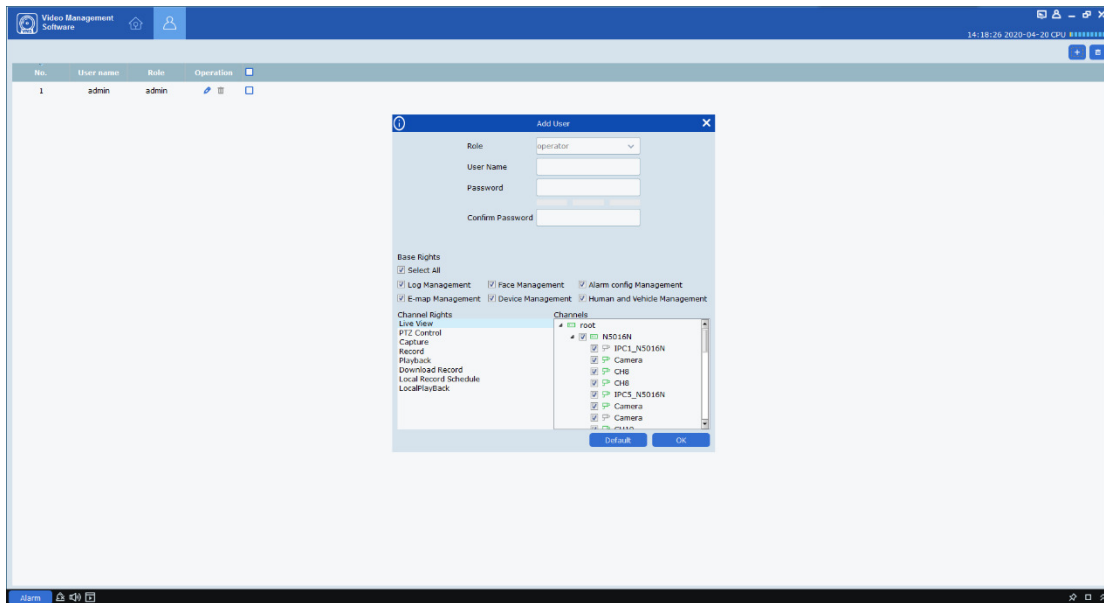 Video Management
Software
14:18:26 2020-04-20 CPU
No. User name Role Operation
1 admin admin
Add User
Role operator
User Name
Password
Confirm Password
Base Rights
Select All
Log Management Face Management Alarm config Management
E-map Management Device Management Human and Vehicle Management
Channel Rights Channels
Live View root
PTZ Control N5016N
Capture IPC1_N5016N
Record Camera
Playback CH8
Download Record CH8
Local Record Schedule IPC5_N5016N
LocalPlayBack Camera
Camera
CH10
Default OK
Alarm